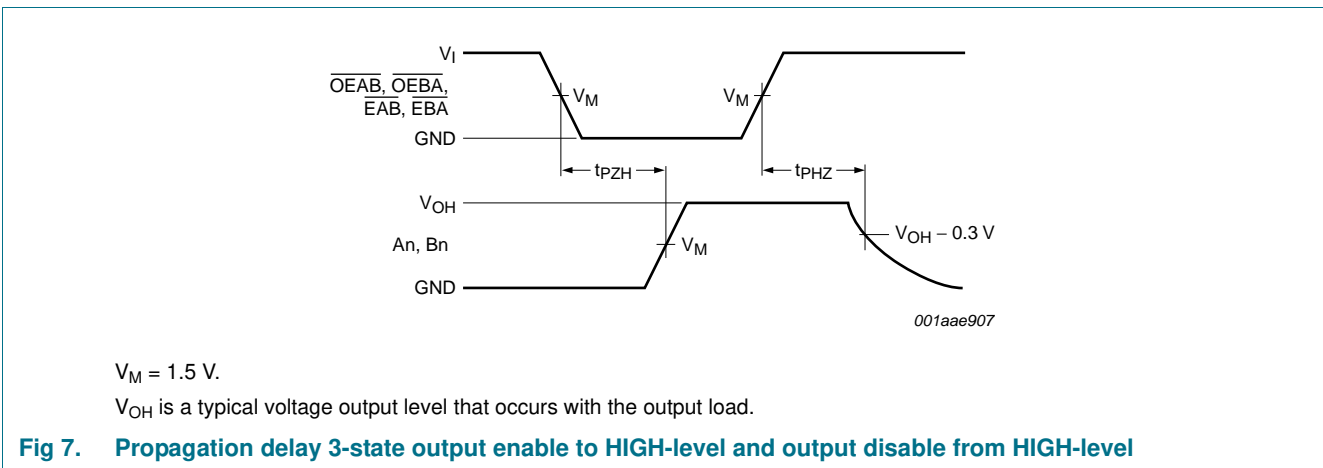 VI
OEAB, OEBA,
EAB, EBA
VM
VM
GND
tPZH
tPHZ
VOH
An, Bn
VM
VOH − 0.3 V
GND
001aae907
VM = 1.5 V.
VOH is a typical voltage output level that occurs with the output load.
Fig 7. Propagation delay 3-state output enable to HIGH-level and output disable from HIGH-level